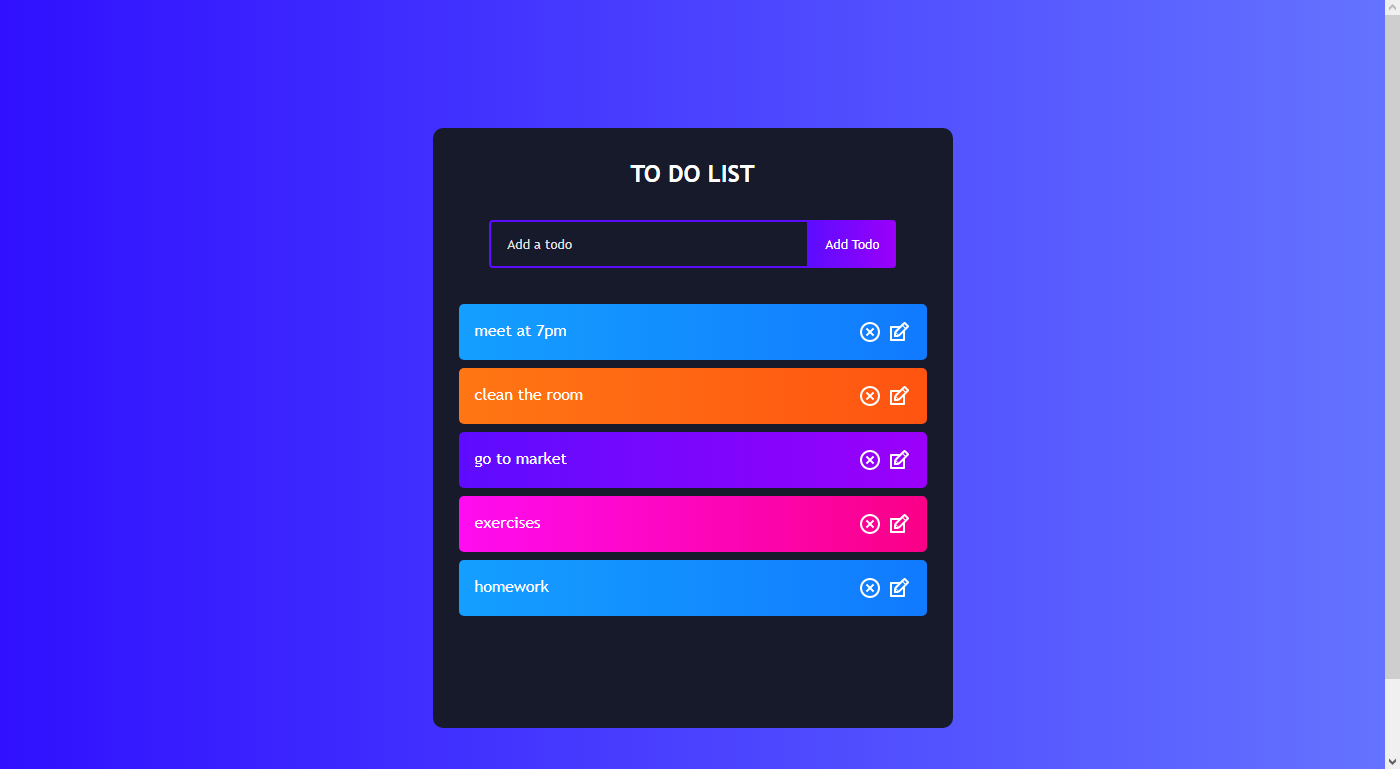 TO DO LIST
Add a todo
Add Todo
meet at 7pm
clean the room
go to market
exercises
homework